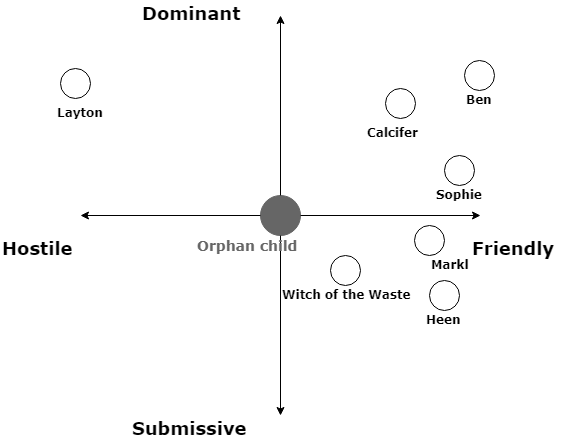 Dominant
Layton
Ben
Calcifer
Sophie
Orphan child
Hostile
Friendly
Markl
Witch of the Waste
Heen
Submissive